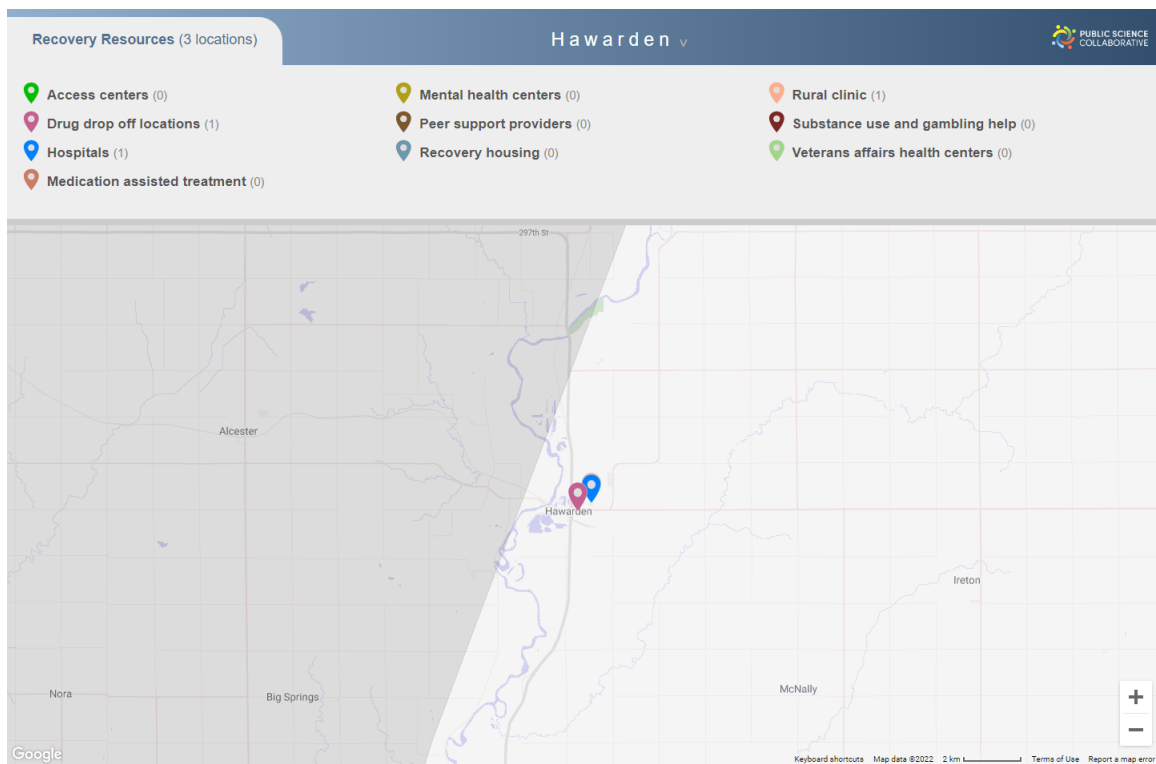 Recovery Resources (3 locations)
Hawarden v
PUBLIC SCIENCE
COLLABORATIVE
Access centers (0)
Mental health centers (0)
Rural clinic (1)
Drug drop off locations (1)
Peer support providers (0)
Substance use and gambling help (0)
Hospitals (1)
Recovery housing (0)
Veterans affairs health centers (0)
Medication assisted treatment (0)
297th St
Alcester
Hawarden
Ireton
Nora
Big Springs
McNally
+
−
Google
Keyboard shortcuts Map data ©2022 2 km Terms of Use Report a map error